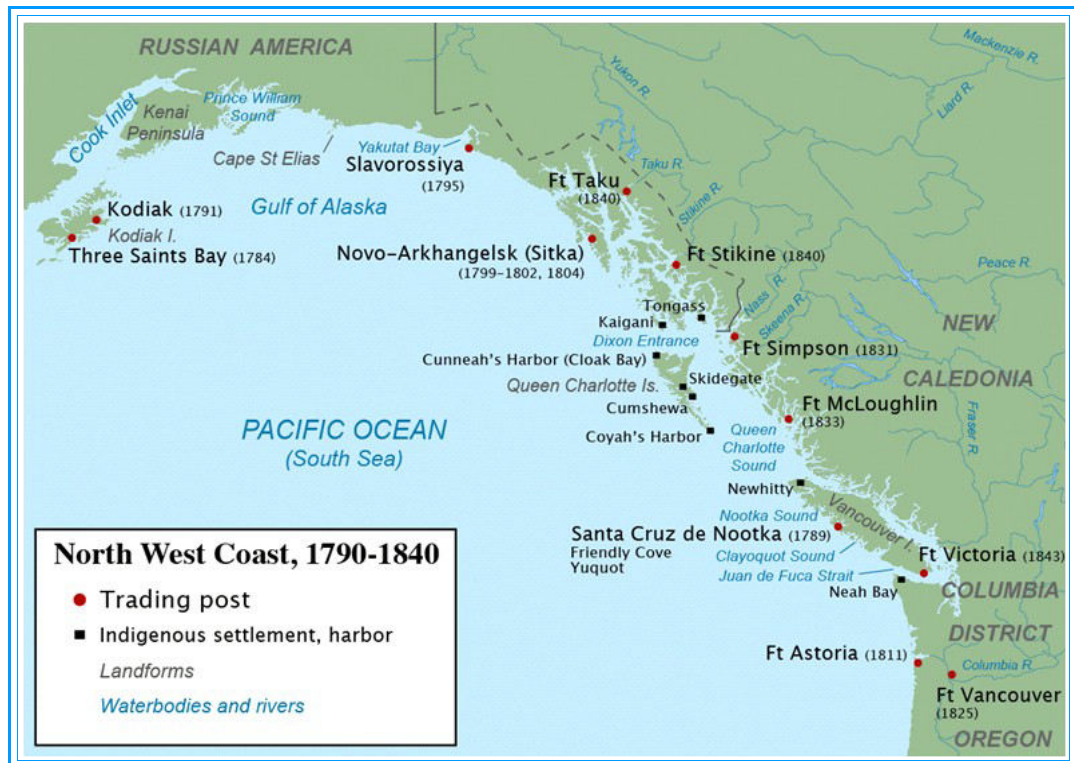 RUSSIAN AMERICA
Mackenzie R.
Yukon R.
Liard R.
Cook Inlet
Kenai
Peninsula
Prince William
Sound
Cape St Elias
Yakutat Bay
Slavorossiya
(1795)
Taku R.
Ft Taku
(1840)
Stikine R.
Kodiak (1791)
Kodiak I.
Three Saints Bay (1784)
Gulf of Alaska
Novo-Arkhangelsk (Sitka)
(1799-1802, 1804)
Ft Stikine (1840)
Peace R.
Nass R.
Skeena R.
Tongass
Kaigani
Dixon Entrance
NEW
CALEDONIA
Ft Simpson (1831)
Cunneah's Harbor (Cloak Bay)
Queen Charlotte Is.
Skidegate
Cumshewa
Coyah's Harbor
Ft McLoughlin
(1833)
Fraser R
PACIFIC OCEAN
(South Sea)
Queen
Charlotte
Sound
Newhitty
Vancouver I.
Nootka Sound
Santa Cruz de Nootka (1789)
Friendly Cove
Yuquot
Clayoquot Sound
Juan de Fuca Strait
Ft Victoria (1843)
Neah Bay
COLUMBIA
DISTRICT
Ft Astoria (1811)
Columbia R.
Ft Vancouver
(1825)
OREGON
North West Coast, 1790-1840
Trading post
Indigenous settlement, harbor
Landforms
Waterbodies and rivers